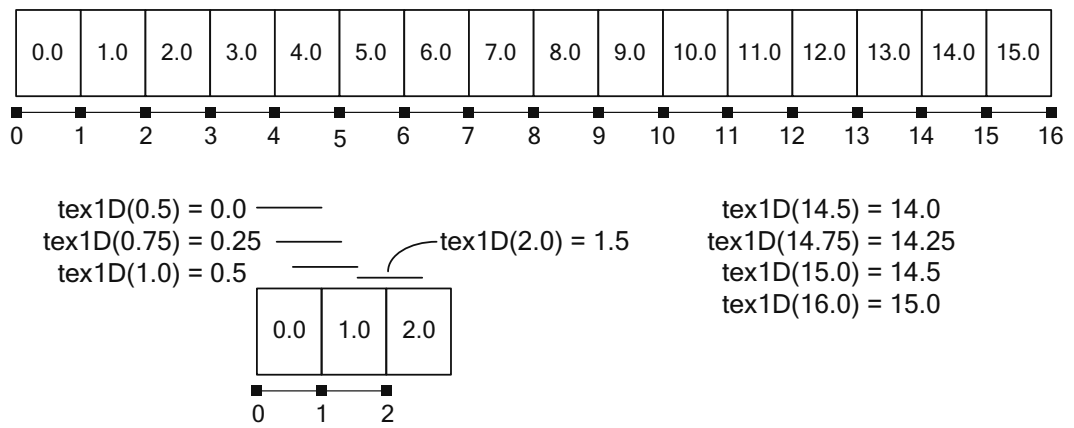 0.0 1.0 2.0 3.0 4.0 5.0 6.0 7.0 8.0 9.0 10.0 11.0 12.0 13.0 14.0 15.0
0 1 2 3 4 5 6 7 8 9 10 11 12 13 14 15 16
tex1D(0.5) = 0.0
tex1D(0.75) = 0.25
tex1D(1.0) = 0.5
tex1D(2.0) = 1.5
0.0 1.0 2.0
0 1 2
tex1D(14.5) = 14.0
tex1D(14.75) = 14.25
tex1D(15.0) = 14.5
tex1D(16.0) = 15.0